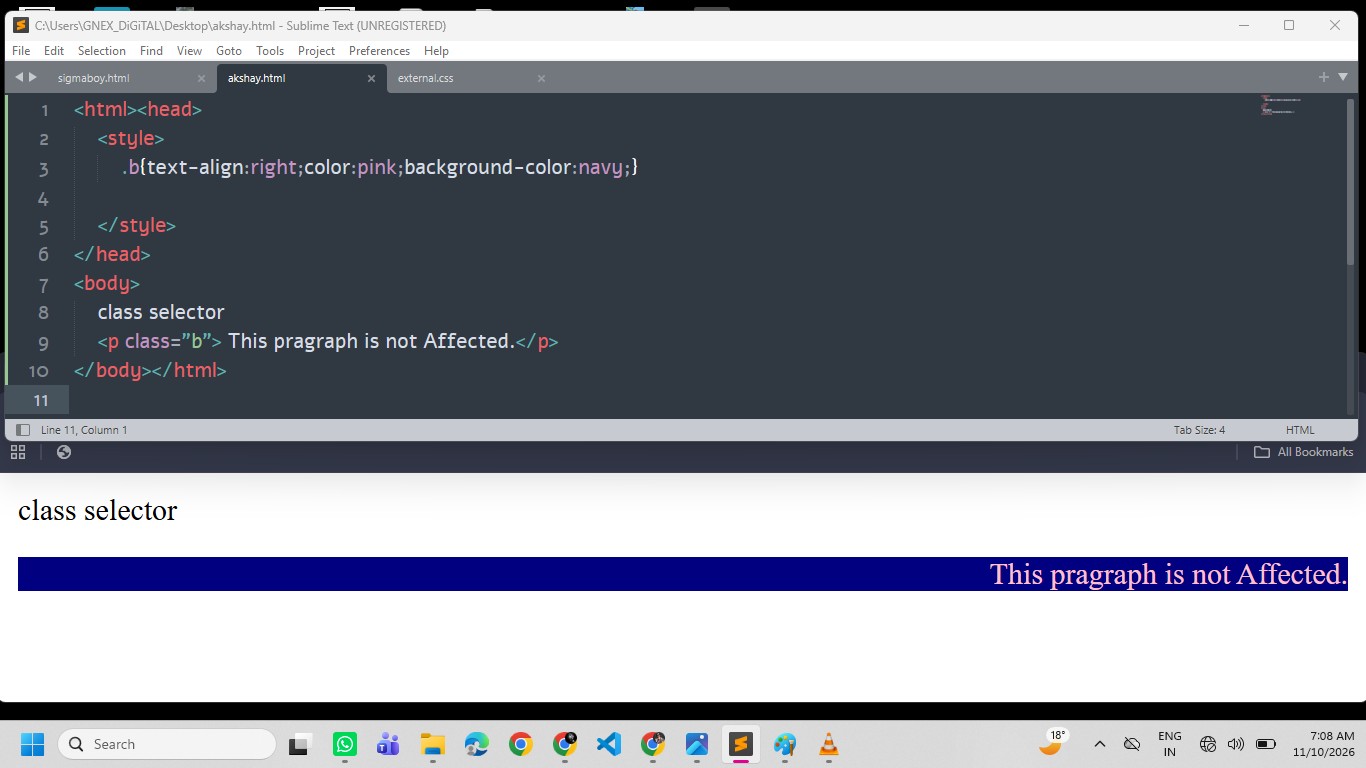 C:\Users\GNEX_DiGiTAL\Desktop\akshay.html - Sublime Text (UNREGISTERED)
File Edit Selection Find View Goto Tools Project Preferences Help
sigmaboy.html akshay.html external.css
1 <html><head>
2 <style>
3 .b{text-align:right;color:pink;background-color:navy;}
4
5 </style>
6 </head>
7 <body>
8 class selector
9 <p class=”b”> This pragraph is not Affected.</p>
10 </body></html>
11
Line 11, Column 1 Tab Size: 4 HTML
All Bookmarks
class selector
This pragraph is not Affected.
Search 18° ENG 7:08 AM
IN 11/10/2026